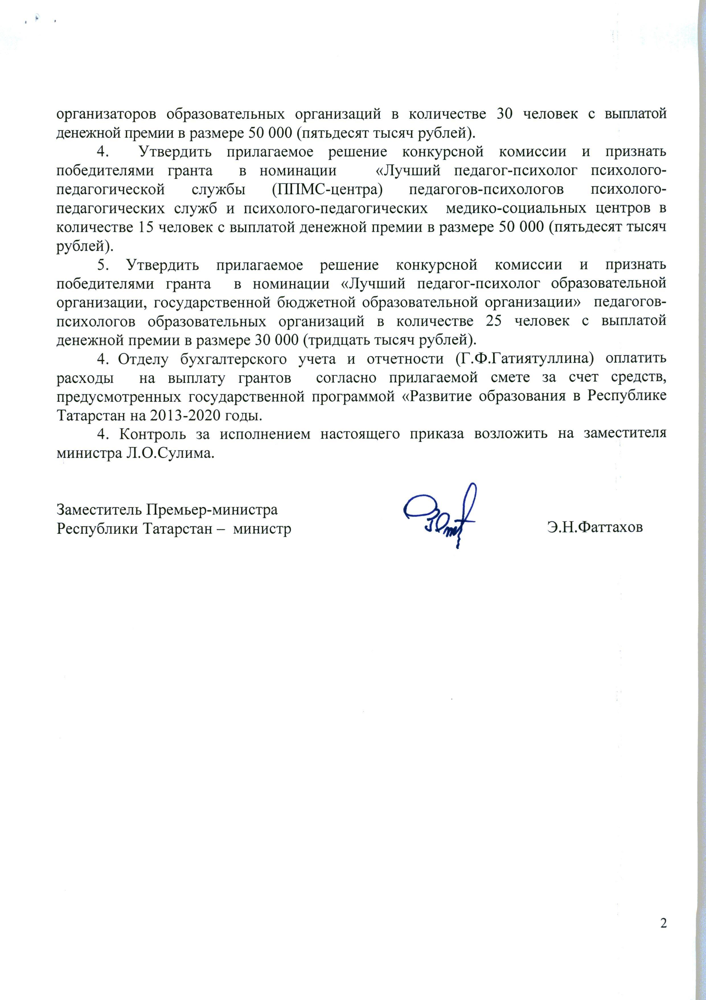 организаторов образовательных организаций в количестве 30 человек с выплатой
денежной премии в размере 50 000 (пятьдесят тысяч рублей).
4. Утвердить прилагаемое решение конкурсной комиссии и признать
победителями гранта в номинации «Лучший педагог-психолог психолого-
педагогической службы (ППМС-центра) педагогов-психологов психолого-
педагогических служб и психолого-педагогических медико-социальных центров в
количестве 15 человек с выплатой денежной премии в размере 50 000 (пятьдесят тысяч
рублей).
5. Утвердить прилагаемое решение конкурсной комиссии и признать
победителями гранта в номинации «Лучший педагог-психолог образовательной
организации, государственной бюджетной образовательной организации» педагогов-
психологов образовательных организаций в количестве 25 человек с выплатой
денежной премии в размере 30 000 (тридцать тысяч рублей).
4. Отделу бухгалтерского учета и отчетности (Г.Ф.Гатиятуллина) оплатить
расходы на выплату грантов согласно прилагаемой смете за счет средств,
предусмотренных государственной программой «Развитие образования в Республике
Татарстан на 2013-2020 годы.
4. Контроль за исполнением настоящего приказа возложить на заместителя
министра Л.О.Сулима.
Заместитель Премьер-министра
Республики Татарстан – министр Э.Н.Фаттахов
2